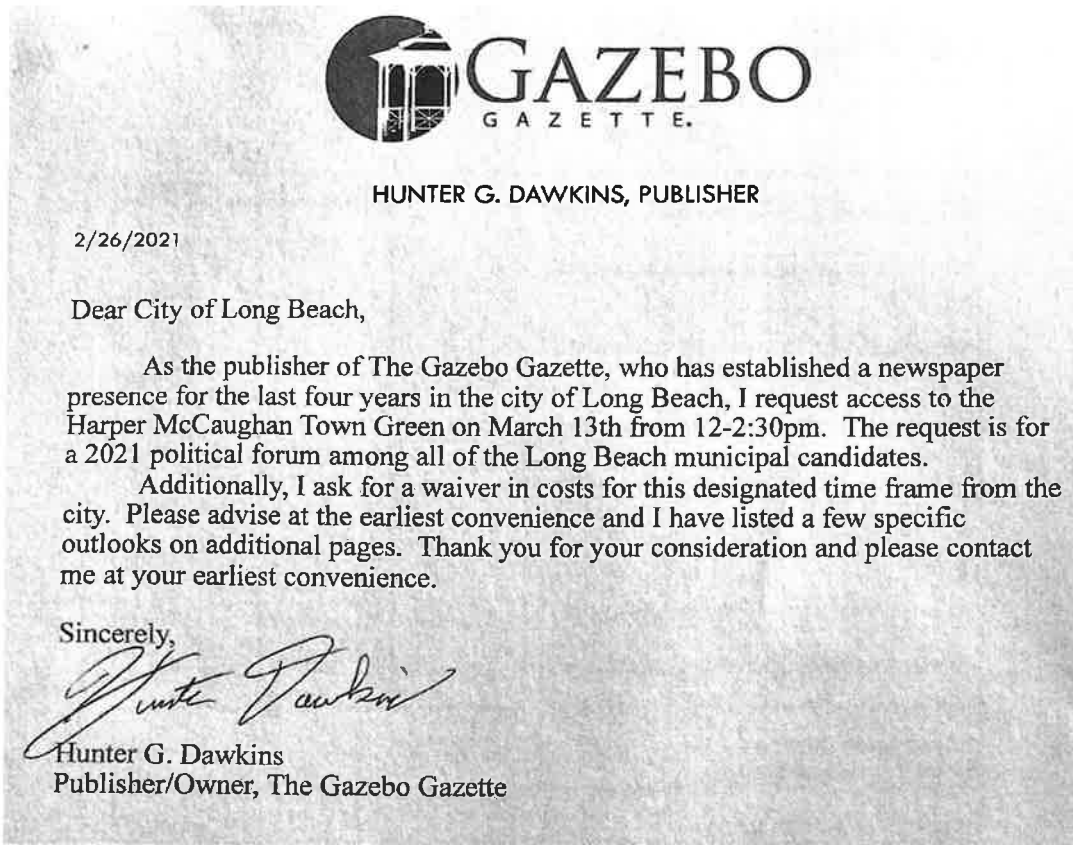 GAZEBO
GAZETTE.
HUNTER G. DAWKINS, PUBLISHER
2/26/2021
Dear City of Long Beach,
As the publisher of The Gazebo Gazette, who has established a newspaper
presence for the last four years in the city of Long Beach, I request access to the
Harper McCaughan Town Green on March 13th from 12-2:30pm.  The request is for
a 2021 political forum among all of the Long Beach municipal candidates.
Additionally, I ask for a waiver in costs for this designated time frame from the
city.  Please advise at the earliest convenience and I have listed a few specific
outlooks on additional pages.  Thank you for your consideration and please contact
me at your earliest convenience.
Sincerely,
Hunter Dawkins
Hunter G. Dawkins
Publisher/Owner, The Gazebo Gazette